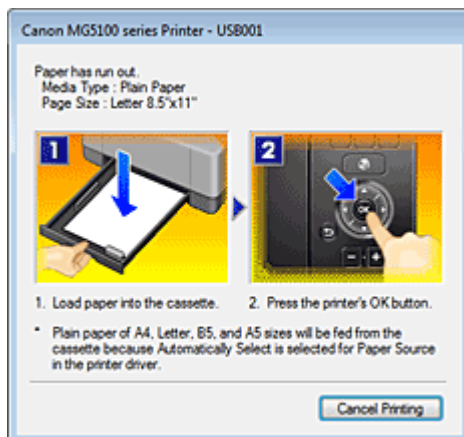 Canon MG5100 series Printer - USB001
Paper has run out.
Media Type : Plain Paper
Page Size : Letter 8.5"x11"
1
2
OK
1. Load paper into the cassette.
2. Press the printer's OK button.
* Plain paper of A4, Letter, B5, and A5 sizes will be fed from the
cassette because Automatically Select is selected for Paper Source
in the printer driver.
Cancel Printing